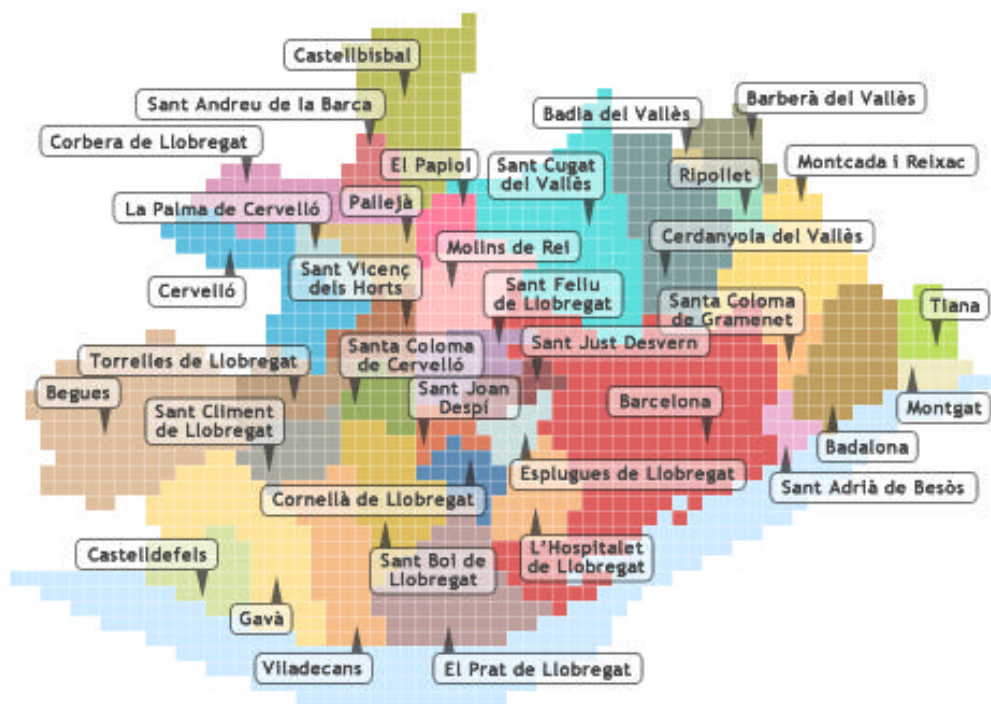 Castellbisbal
Sant Andreu de la Barca
Badia del Vallès
Barberà del Vallès
Corbera de Llobregat
El Papiol
Sant Cugat
del Vallès
Ripollet
Montcada i Reixac
La Palma de Cervelló
Pallejà
Molins de Rei
Cerdanyola del Vallès
Cervelló
Sant Vicenç
dels Horts
Sant Feliu
de Llobregat
Santa Coloma
de Gramenet
Tiana
Torrelles de Llobregat
Santa Coloma
de Cervelló
Sant Just Desvern
Begues
Sant Climent
de Llobregat
Sant Joan
Despí
Barcelona
Montgat
Badalona
Cornellà de Llobregat
Esplugues de Llobregat
Sant Adrià de Besòs
Castelldefels
Sant Boi de
Llobregat
L'Hospitalet
de Llobregat
Gavà
Viladecans
El Prat de Llobregat